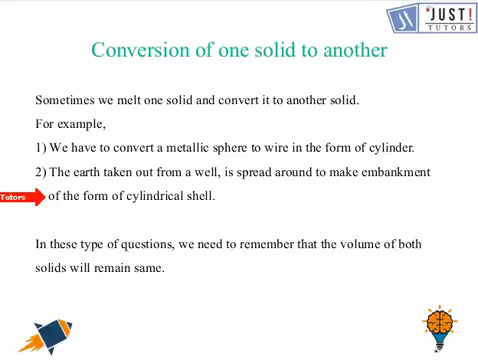 JI 'JUST!
TUTORS
Conversion of one solid to another
Sometimes we melt one solid and convert it to another solid.
For example,
1) We have to convert a metallic sphere to wire in the form of cylinder.
2) The earth taken out from a well, is spread around to make embankment
Tutors
of the form of cylindrical shell.
In these type of questions, we need to remember that the volume of both
solids will remain same.